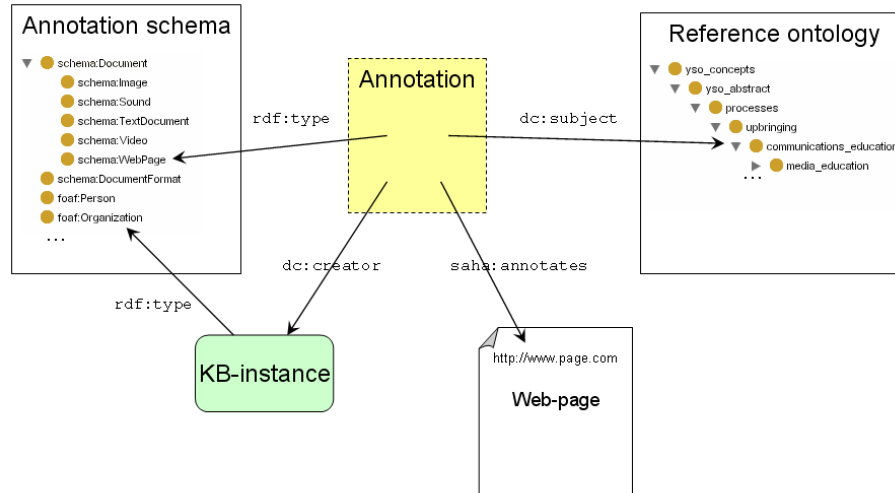 Annotation schema
schema:Document
schema:Image
schema:Sound
schema:TextDocument
schema:Video
schema:WebPage
schema:DocumentFormat
foaf:Person
foaf:Organization
...
Annotation
rdf:type
dc:subject
Reference ontology
yso_concepts
yso_abstract
processes
upbringing
communications_education
media_education
...
dc:creator
saha:annotates
rdf:type
KB-instance
http://www.page.com
Web-page